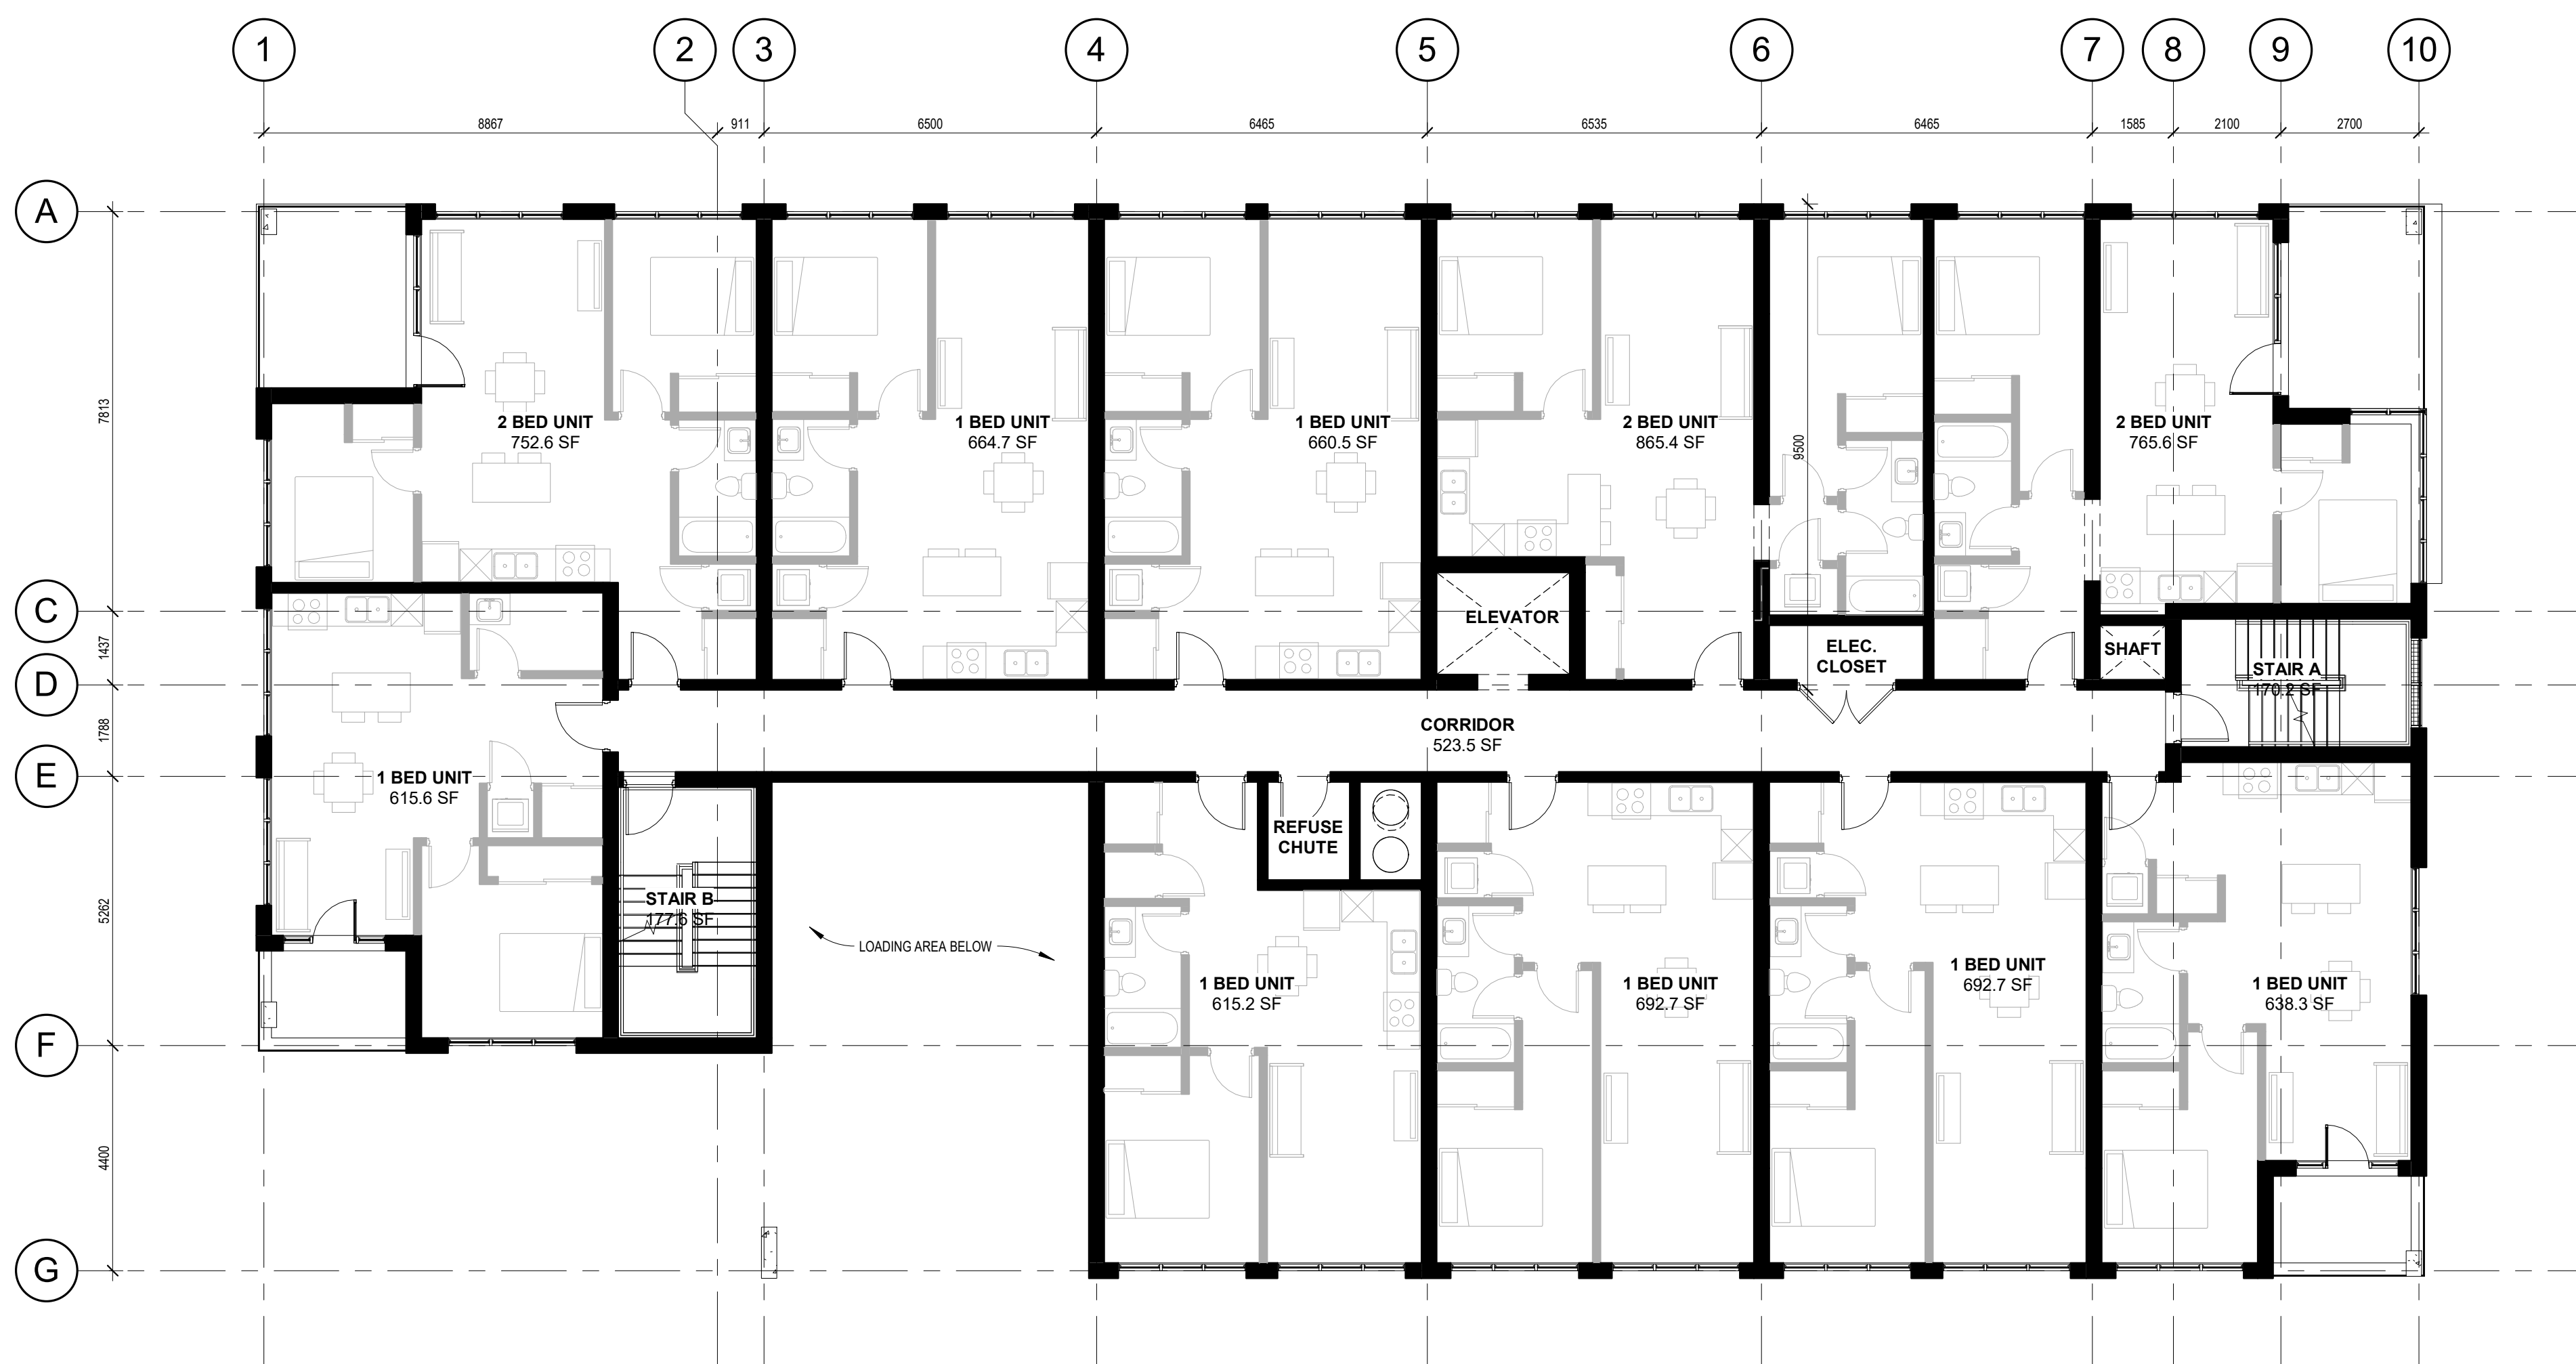 1 2 3 4 5 6 7 8 9 10
8867 911 6500 6465 6535 6465 1585 2100 2700
A
C
D
E
F
G
7813
1437
1788
5262
4400
9500
2 BED UNIT
752.6 SF
1 BED UNIT
664.7 SF
1 BED UNIT
660.5 SF
2 BED UNIT
865.4 SF
2 BED UNIT
765.6 SF
ELEVATOR
ELEC.
CLOSET
SHAFT
STAIR A
170.2 SF
CORRIDOR
523.5 SF
1 BED UNIT
615.6 SF
REFUSE
CHUTE
STAIR B
177.6 SF
LOADING AREA BELOW
1 BED UNIT
615.2 SF
1 BED UNIT
692.7 SF
1 BED UNIT
692.7 SF
1 BED UNIT
638.3 SF